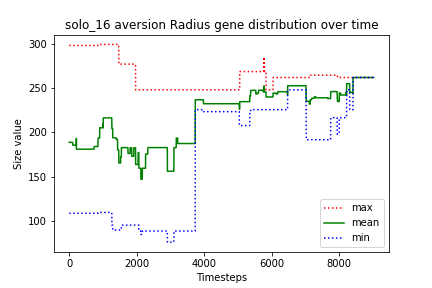 solo_16 aversion Radius gene distribution over time
300
250
200
150
100
Size value
0
2000
4000
6000
8000
Timesteps
max
mean
min